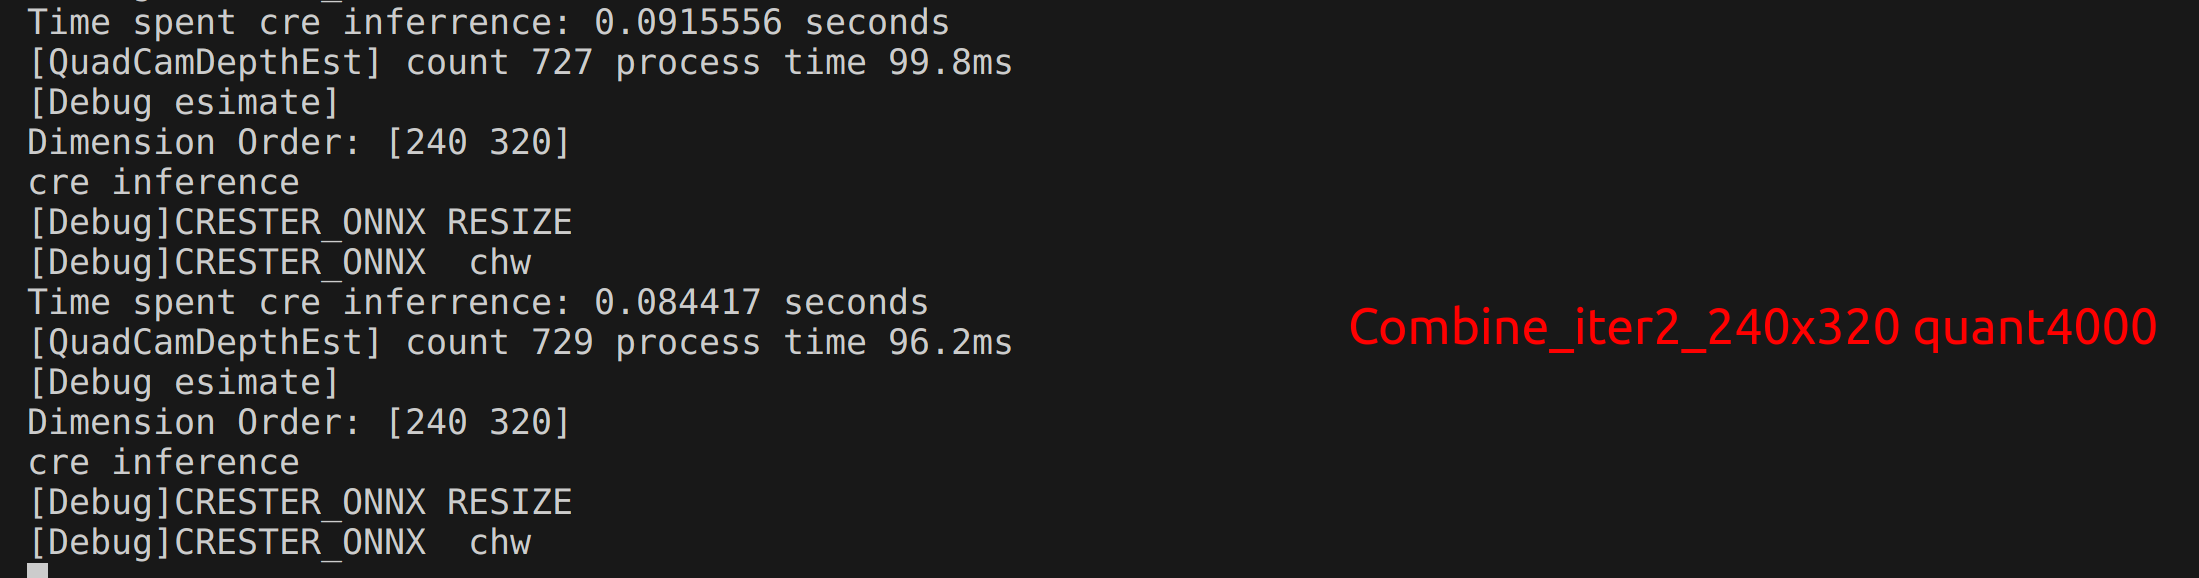 Time spent cre inferrence: 0.0915556 seconds
[QuadCamDepthEst] count 727 process time 99.8ms
[Debug esimate]
Dimension Order: [240 320]
cre inference
[Debug]CRESTER_ONNX RESIZE
[Debug]CRESTER_ONNX  chw
Time spent cre inferrence: 0.084417 seconds
[QuadCamDepthEst] count 729 process time 96.2ms
Combine_iter2_240x320 quant4000
[Debug esimate]
Dimension Order: [240 320]
cre inference
[Debug]CRESTER_ONNX RESIZE
[Debug]CRESTER_ONNX  chw